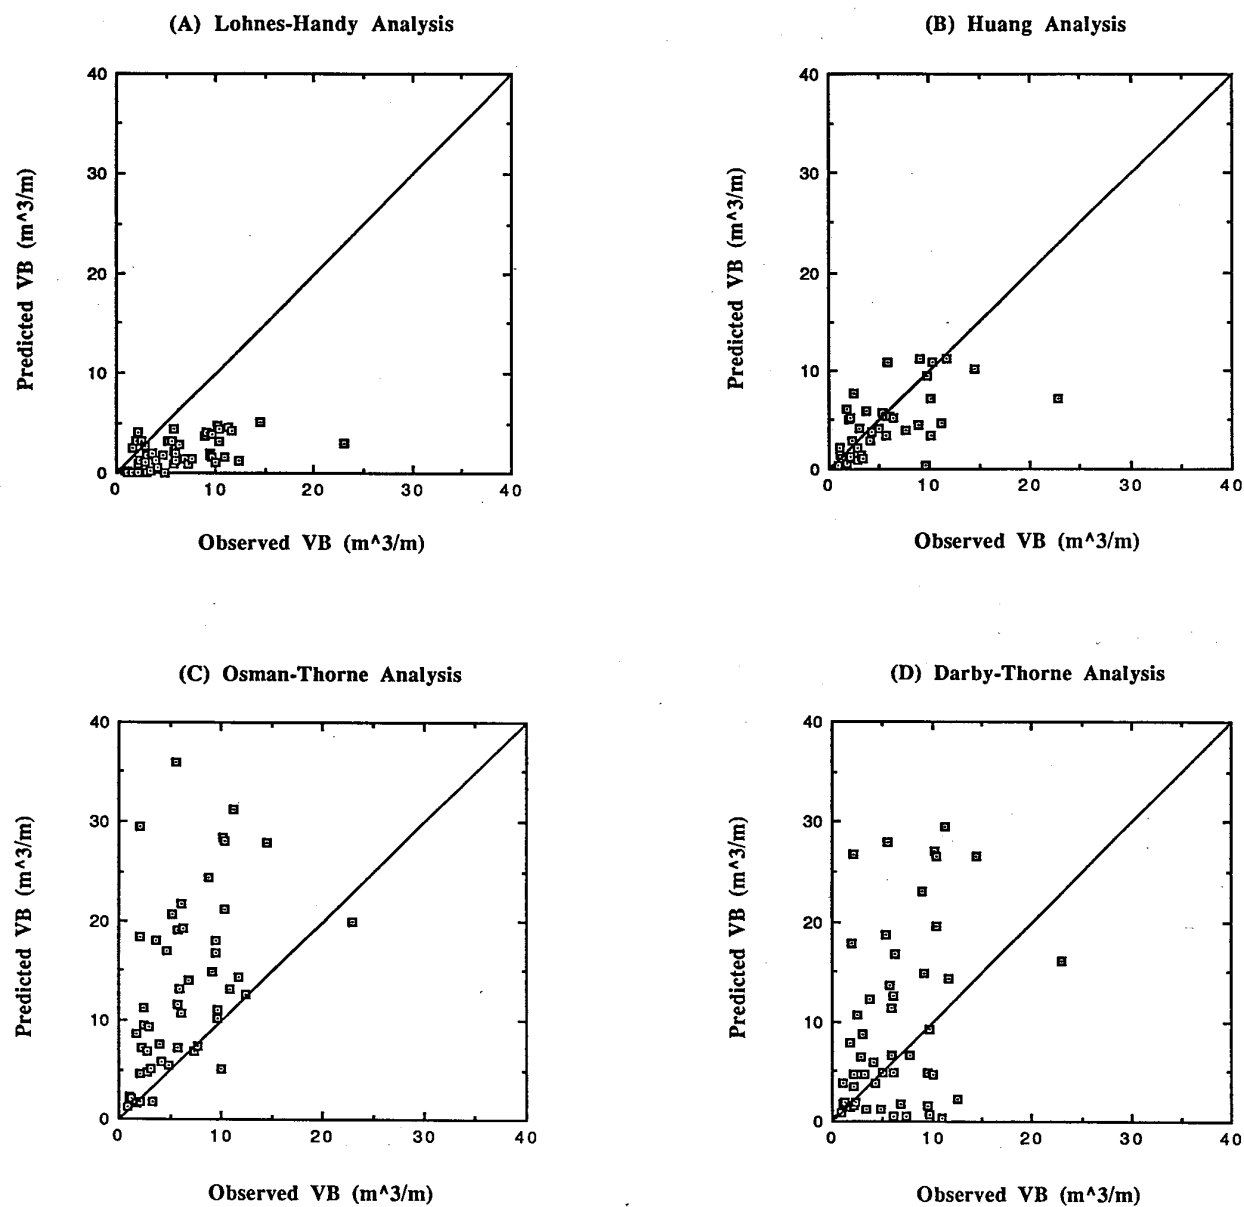 (A) Lohnes-Handy Analysis
(B) Huang Analysis
40
30
20
10
0
Predicted VB (m^3/m)
0 10 20 30 40
Observed VB (m^3/m)
40
30
20
10
0
Predicted VB (m^3/m)
0 10 20 30 40
Observed VB (m^3/m)
(C) Osman-Thorne Analysis
(D) Darby-Thorne Analysis
40
30
20
10
0
Predicted VB (m^3/m)
0 10 20 30 40
Observed VB (m^3/m)
40
30
20
10
0
Predicted VB (m^3/m)
0 10 20 30 40
Observed VB (m^3/m)